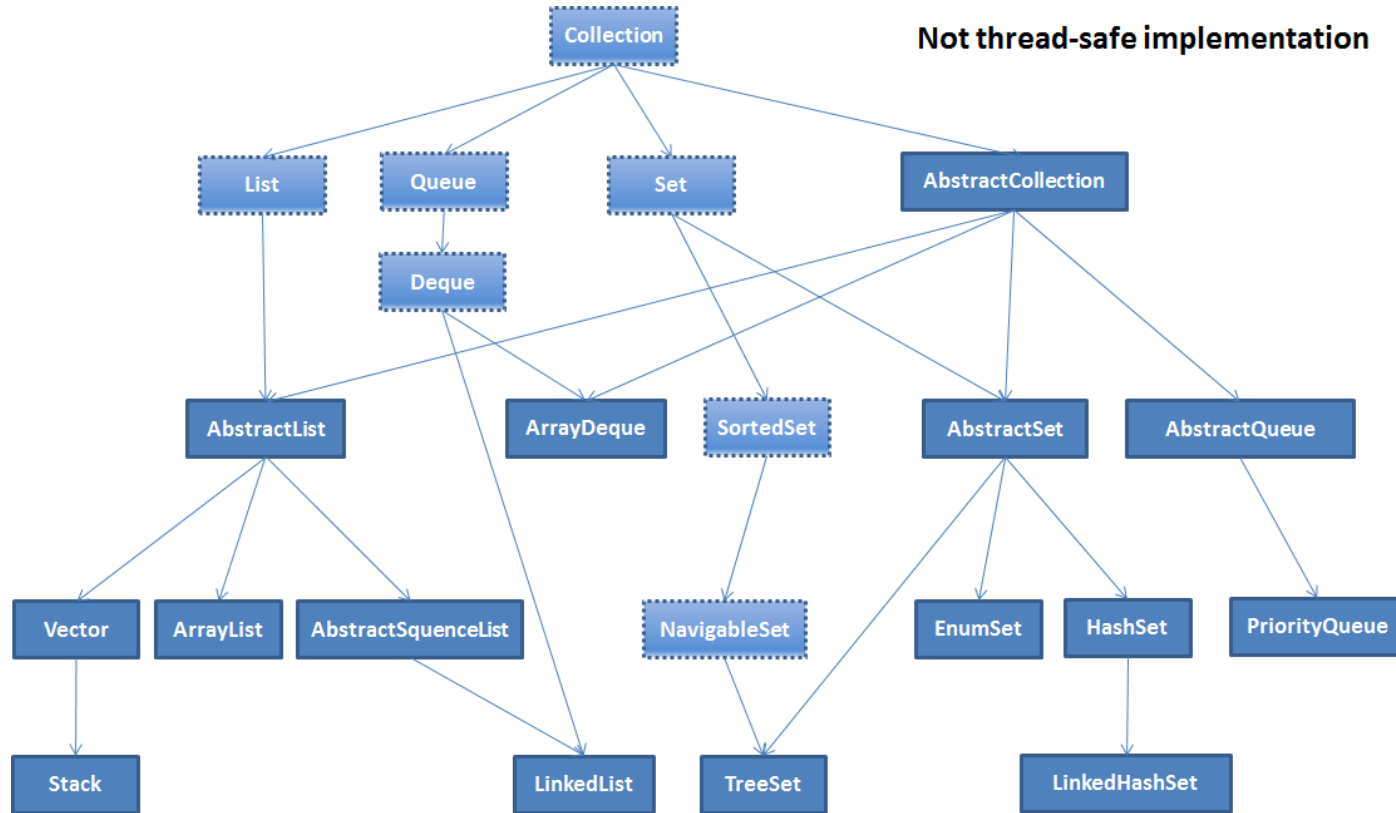 Collection
Not thread-safe implementation
List
Queue
Set
AbstractCollection
Deque
AbstractList
ArrayDeque
SortedSet
AbstractSet
AbstractQueue
Vector
ArrayList
AbstractSquenceList
NavigableSet
EnumSet
HashSet
PriorityQueue
Stack
LinkedList
TreeSet
LinkedHashSet